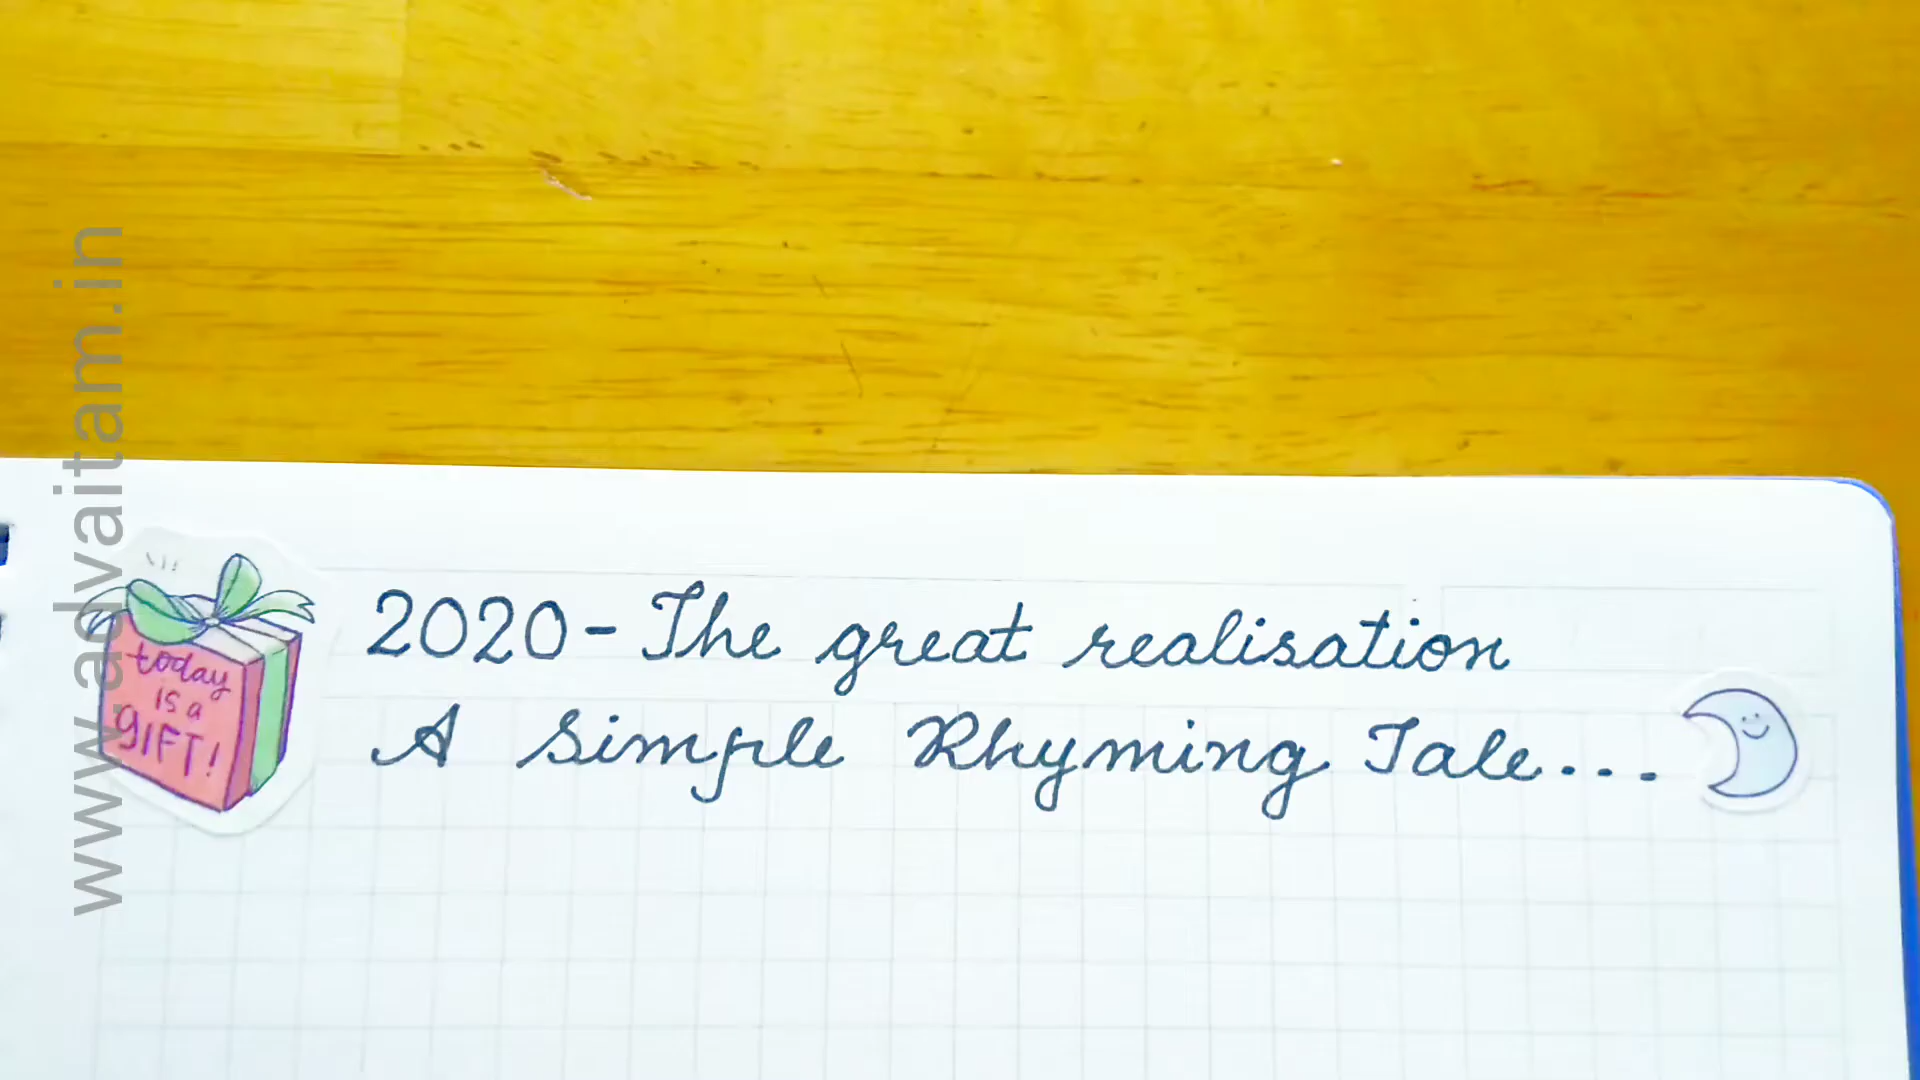 www.advaitam.in
today
is a
GIFT!
2020-The great realisation
A Simple Rhyming Tale...